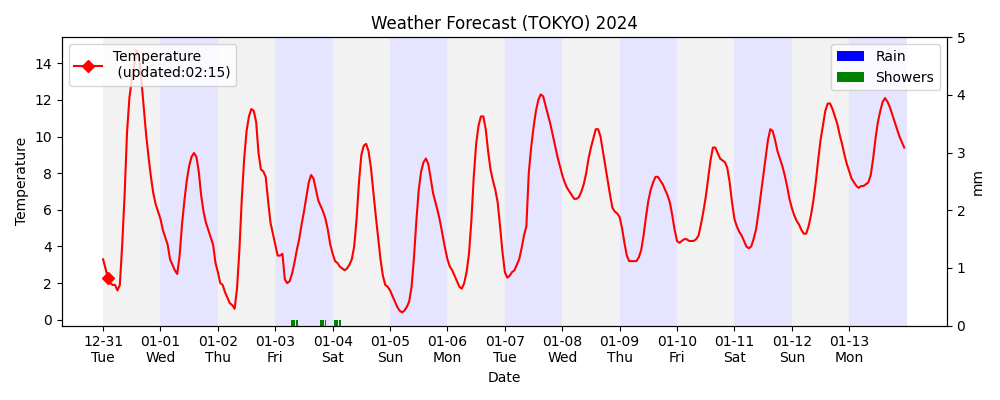 Weather Forecast (TOKYO) 2024
Temperature
(updated:02:15)
Rain
Showers
Temperature
14
12
10
8
6
4
2
0
5
4
3
2
1
0
mm
12-31 01-01 01-02 01-03 01-04 01-05 01-06 01-07 01-08 01-09 01-10 01-11 01-12 01-13
Tue Wed Thu Fri Sat Sun Mon Tue Wed Thu Fri Sat Sun Mon
Date